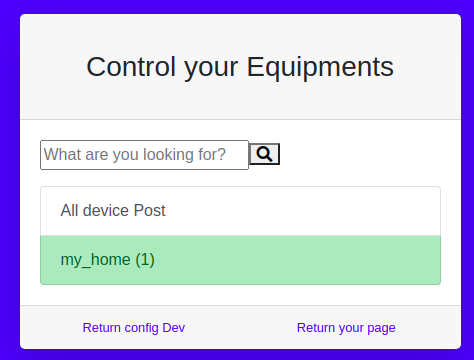 Control your Equipments
What are you looking for?
All device Post
my_home (1)
Return config Dev
Return your page